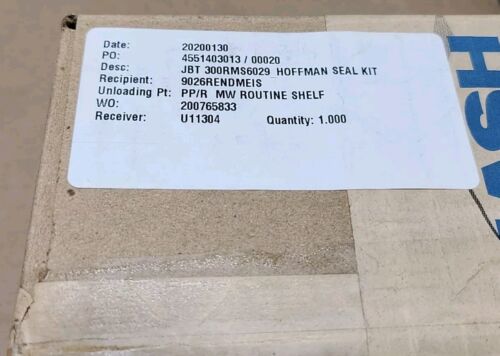 Date: 20200130
PO: 4551403013 / 00020
Desc: JBT 300RMS6029 HOFFMAN SEAL KIT
Recipient: 9026RENDMEIS
Unloading Pt: PP/R MW ROUTINE SHELF
WO: 200765833
Receiver: U11304 Quantity: 1.000